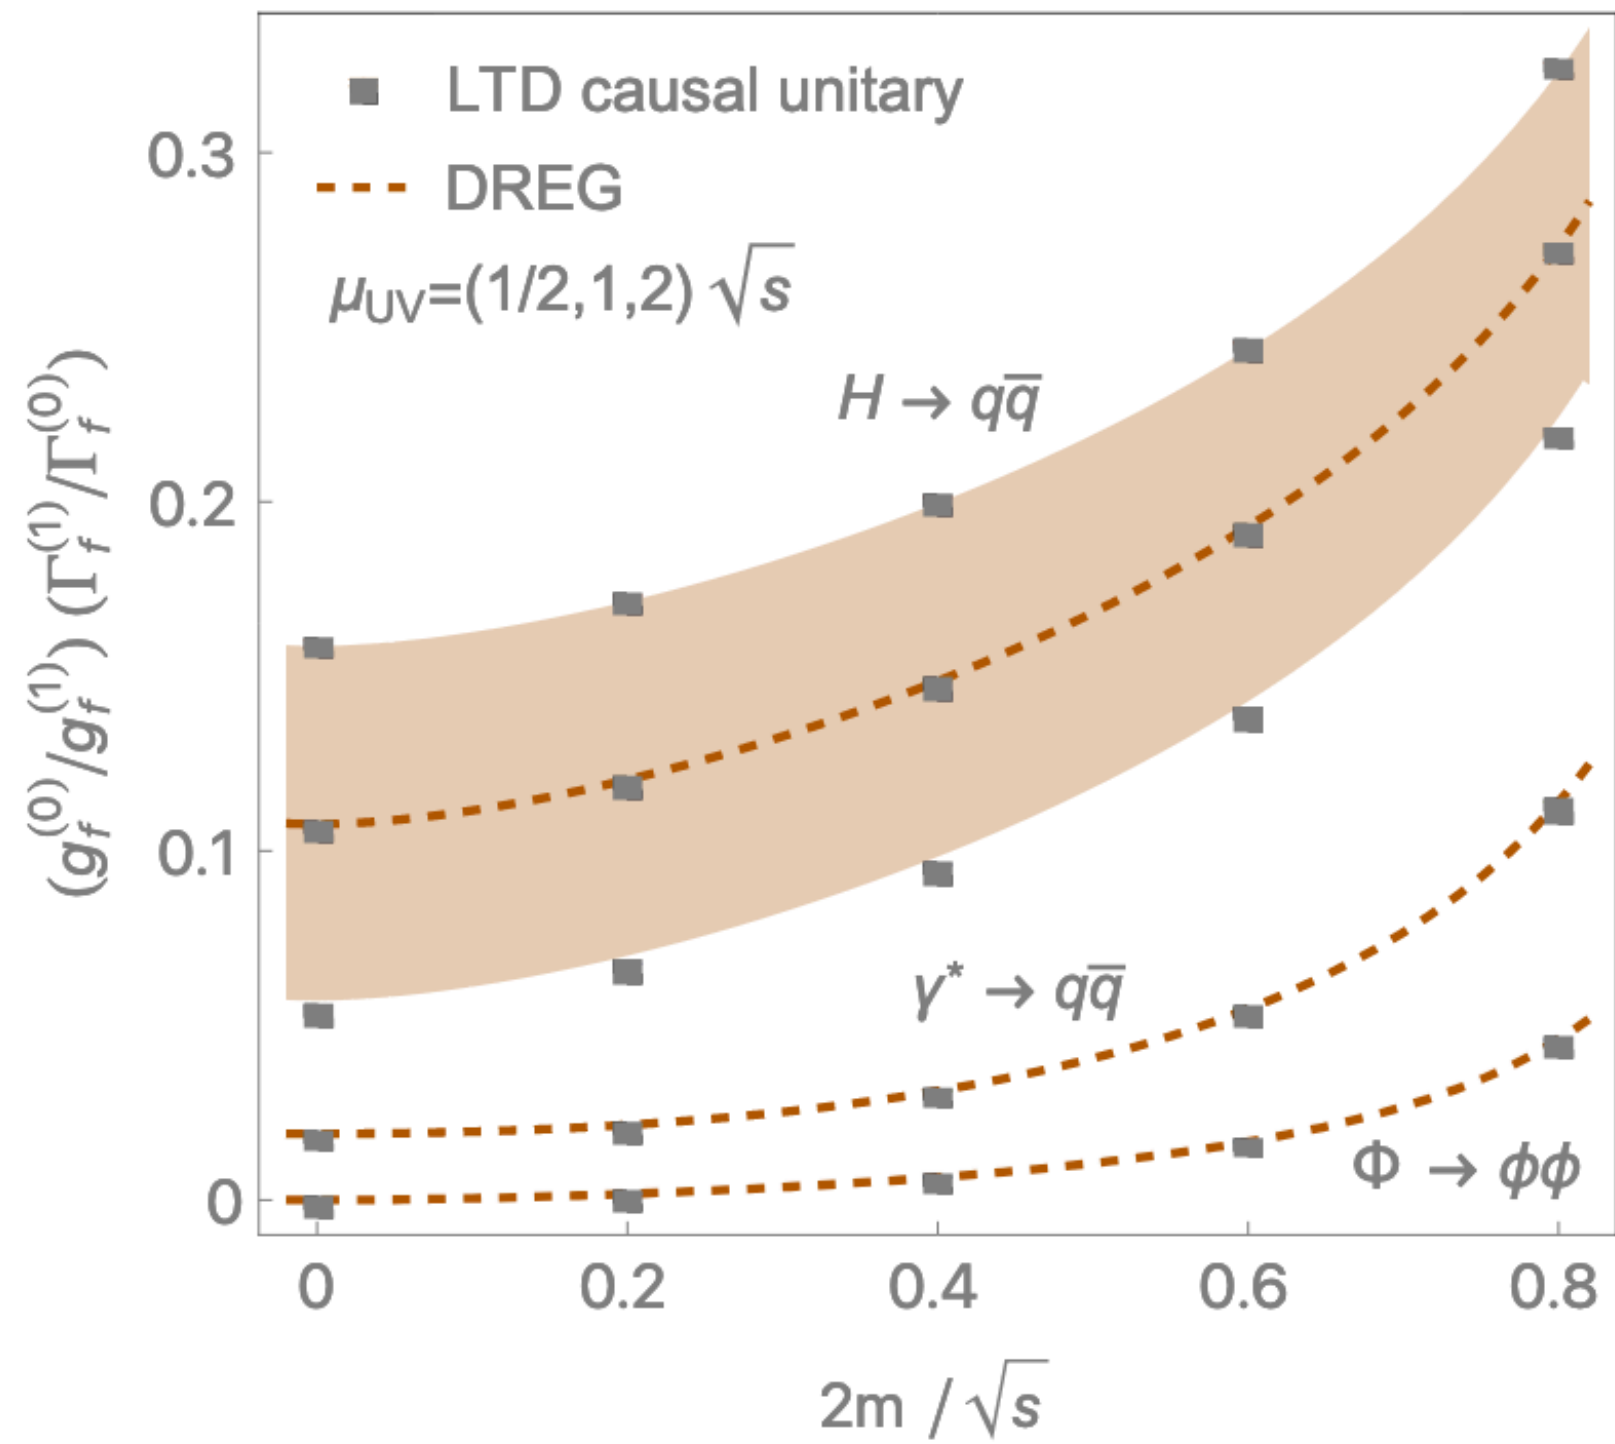 LTD causal unitary
DREG
μ_UV=(1/2,1,2) √s
H → qq̅
γ* → qq̅
Φ → ϕϕ
0.3
0.2
0.1
0
(g_f^(0)/g_f^(1)) (Γ_f^(1)/Γ_f^(0))
0 0.2 0.4 0.6 0.8
2m / √s